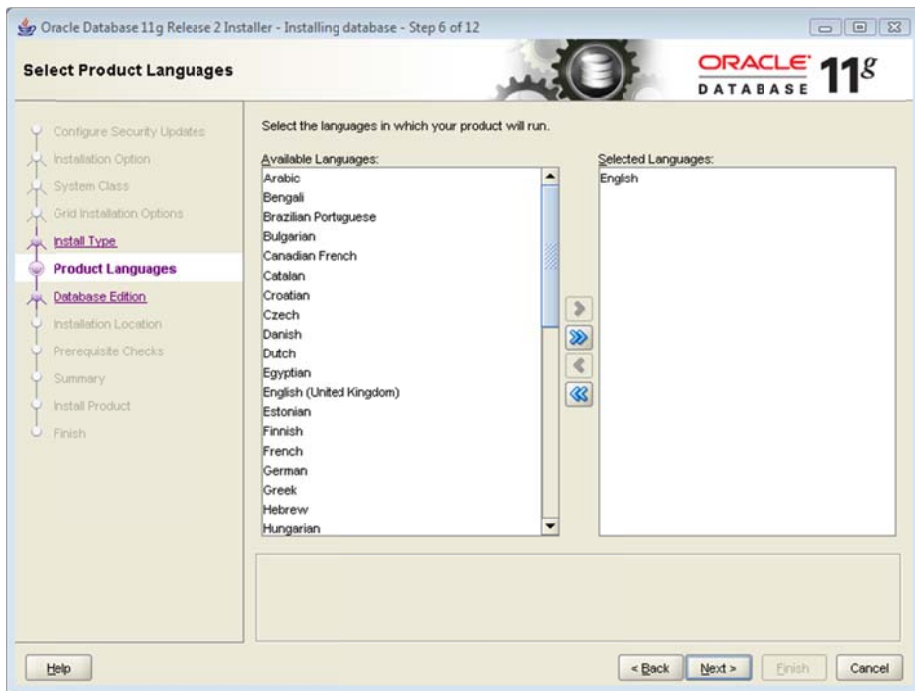 Oracle Database 11g Release 2 Installer - Installing database - Step 6 of 12
Select Product Languages
ORACLE
DATABASE
11g
Configure Security Updates
Installation Option
System Class
Grid Installation Options
Install Type
Product Languages
Database Edition
Installation Location
Prerequisite Checks
Summary
Install Product
Finish
Select the languages in which your product will run.
Available Languages:
Arabic
Bengali
Brazilian Portuguese
Bulgarian
Canadian French
Catalan
Croatian
Czech
Danish
Dutch
Egyptian
English (United Kingdom)
Estonian
Finnish
French
German
Greek
Hebrew
Hungarian
Selected Languages:
English
Help
< Back
Next >
Finish
Cancel